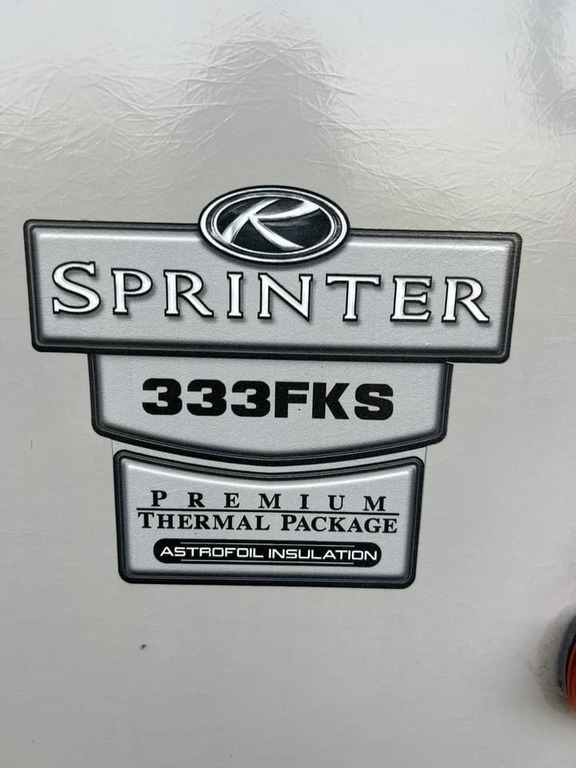 K
SPRINTER
333FKS
PREMIUM
THERMAL PACKAGE
ASTROFOIL INSULATION